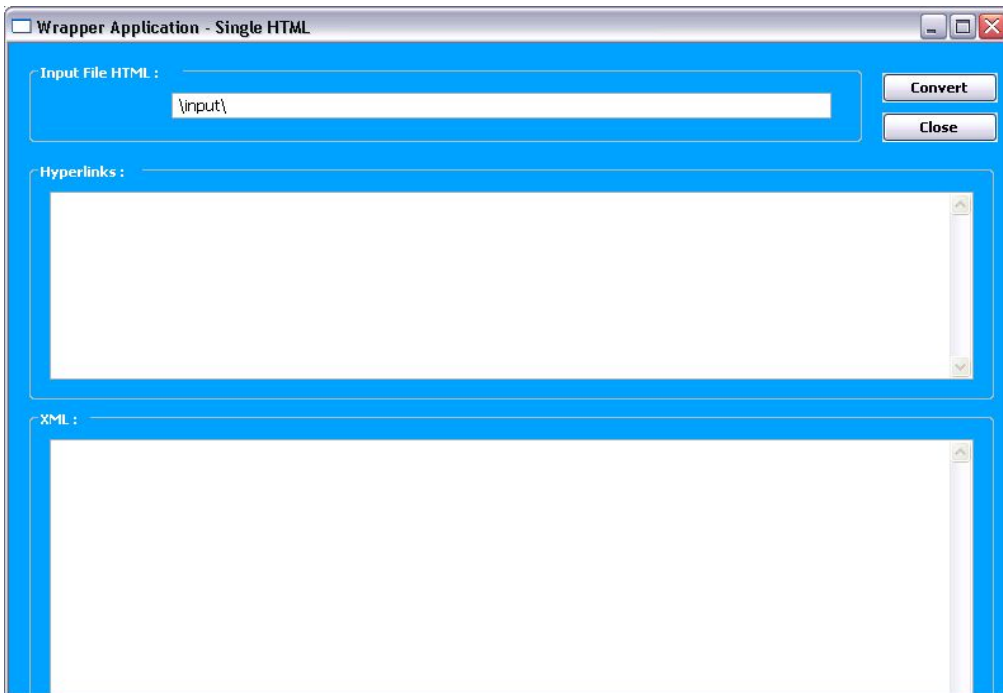 Wrapper Application - Single HTML
Input File HTML :
\input\
Convert
Close
Hyperlinks :
XML :